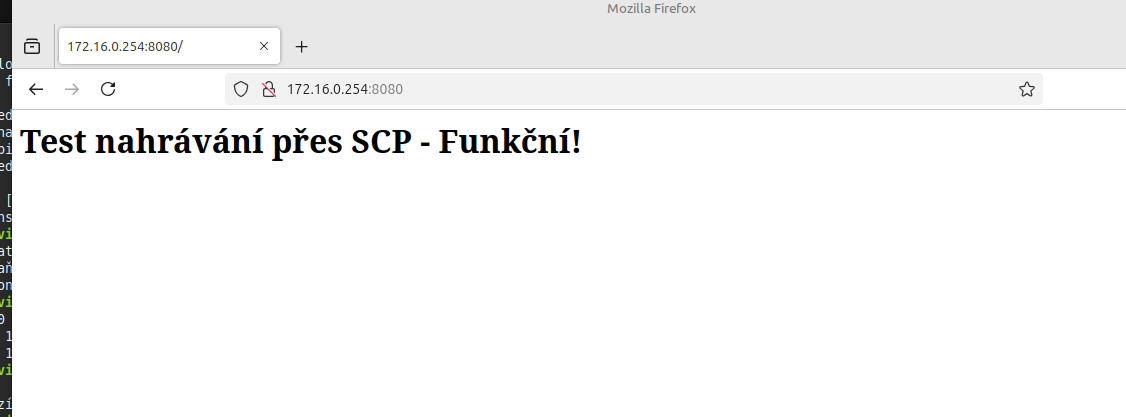 Mozilla Firefox
172.16.0.254:8080/
172.16.0.254:8080
Test nahrávání přes SCP - Funkční!